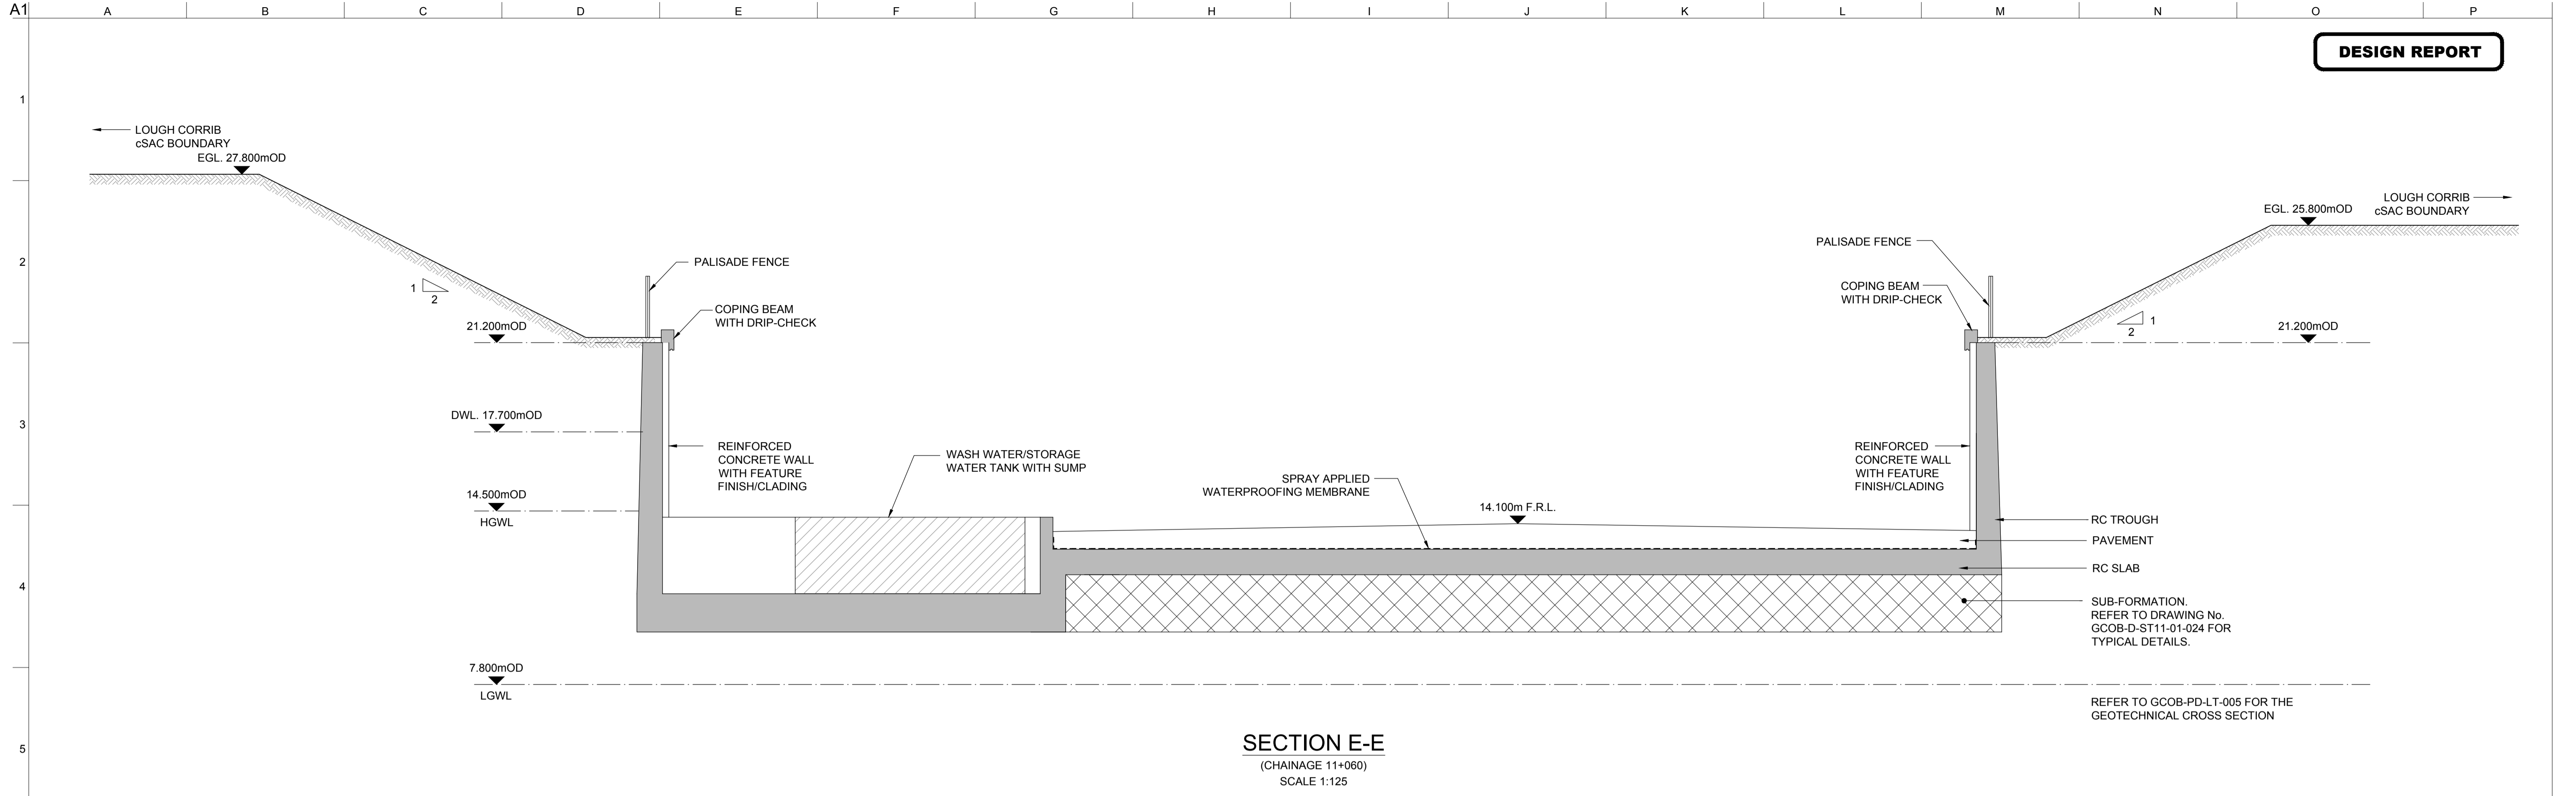 A1
A B C D E F G H I J K L M N O P
DESIGN REPORT
1
LOUGH CORRIB
cSAC BOUNDARY
EGL. 27.800mOD
LOUGH CORRIB
cSAC BOUNDARY
EGL. 25.800mOD
2
PALISADE FENCE
PALISADE FENCE
1
2
COPING BEAM
WITH DRIP-CHECK
COPING BEAM
WITH DRIP-CHECK
1
2
21.200mOD
21.200mOD
3
DWL. 17.700mOD
REINFORCED
CONCRETE WALL
WITH FEATURE
FINISH/CLADING
WASH WATER/STORAGE
WATER TANK WITH SUMP
SPRAY APPLIED
WATERPROOFING MEMBRANE
REINFORCED
CONCRETE WALL
WITH FEATURE
FINISH/CLADING
14.500mOD
HGWL
14.100m F.R.L.
RC TROUGH
PAVEMENT
RC SLAB
4
SUB-FORMATION.
REFER TO DRAWING No.
GCOB-D-ST11-01-024 FOR
TYPICAL DETAILS.
7.800mOD
LGWL
REFER TO GCOB-PD-LT-005 FOR THE
GEOTECHNICAL CROSS SECTION
5
SECTION E-E
(CHAINAGE 11+060)
SCALE 1:125